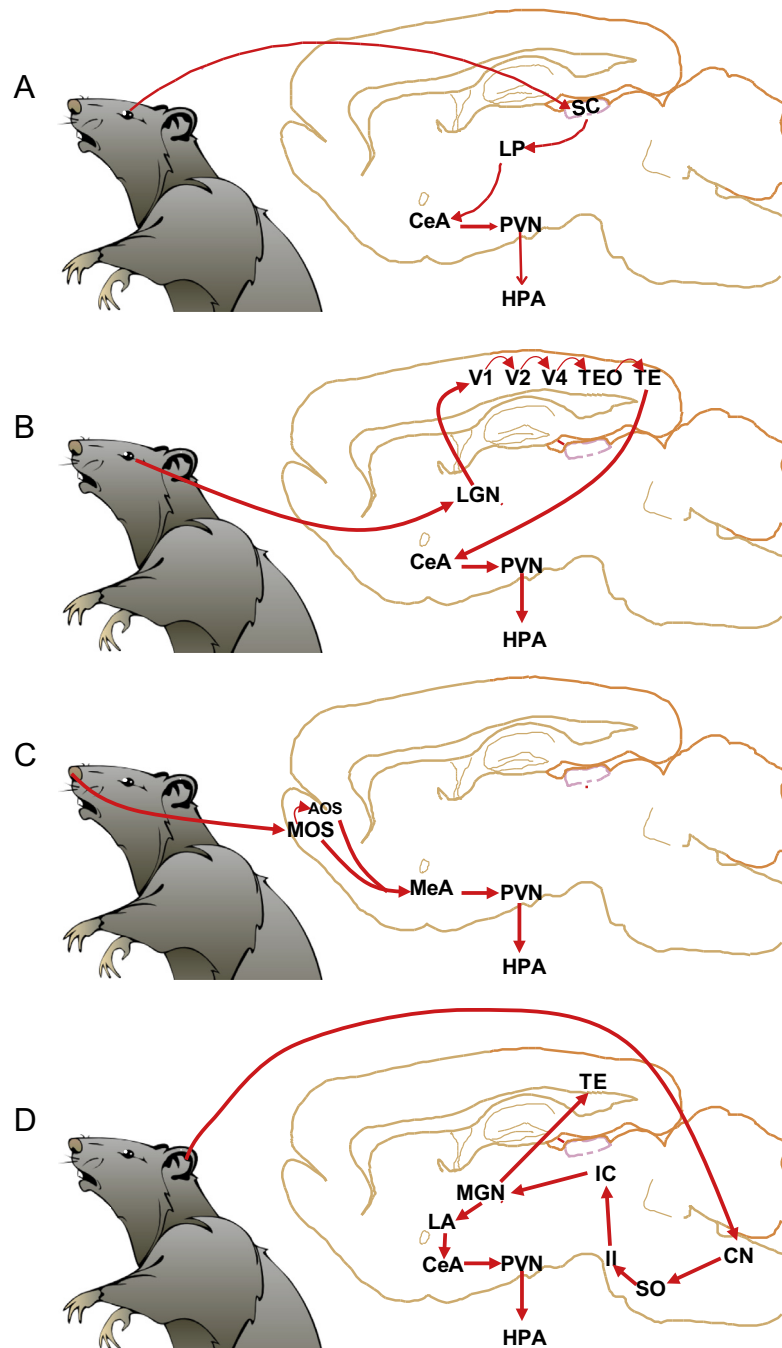 A
SC
LP
CeA PVN
HPA
V1 V2 V4 TEO TE
B
LGN
CeA PVN
HPA
C
AOS
MOS
MeA PVN
HPA
TE
D
IC
MGN
LA
CN
CeA PVN
II
SO
HPA